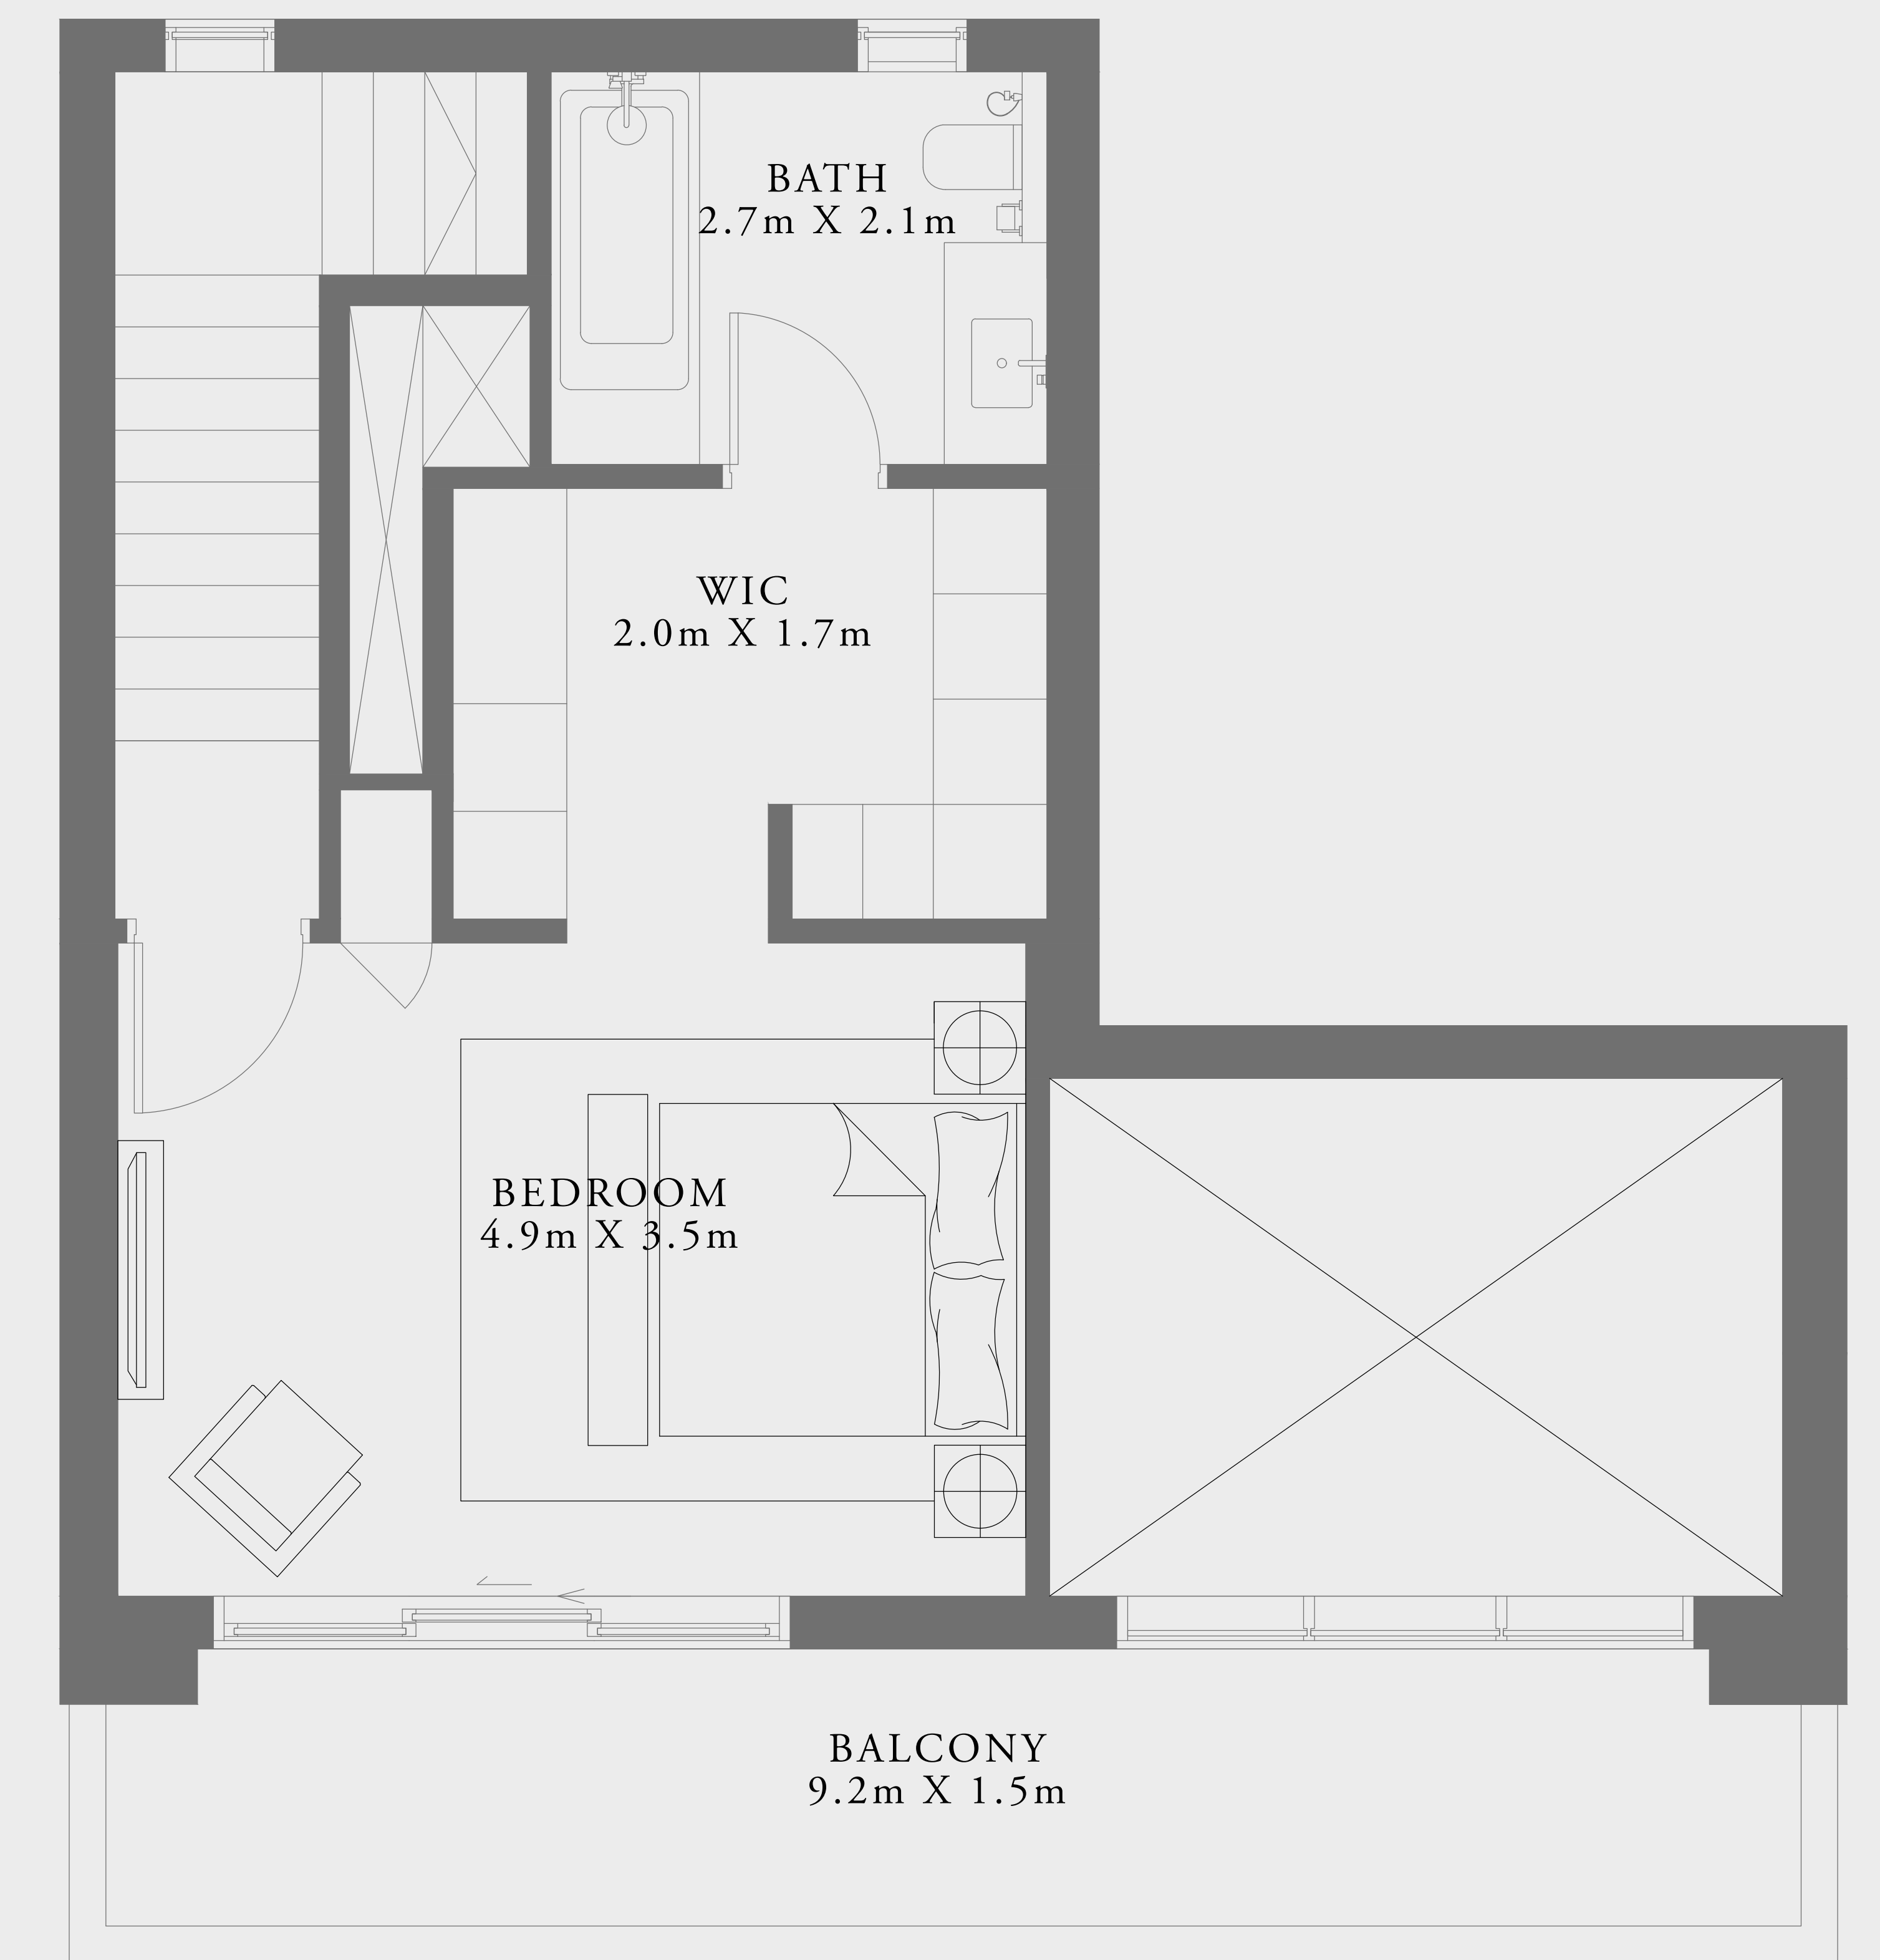 BATH
2.7m X 2.1m
WIC
2.0m X 1.7m
BEDROOM
4.9m X 3.5m
BALCONY
9.2m X 1.5m